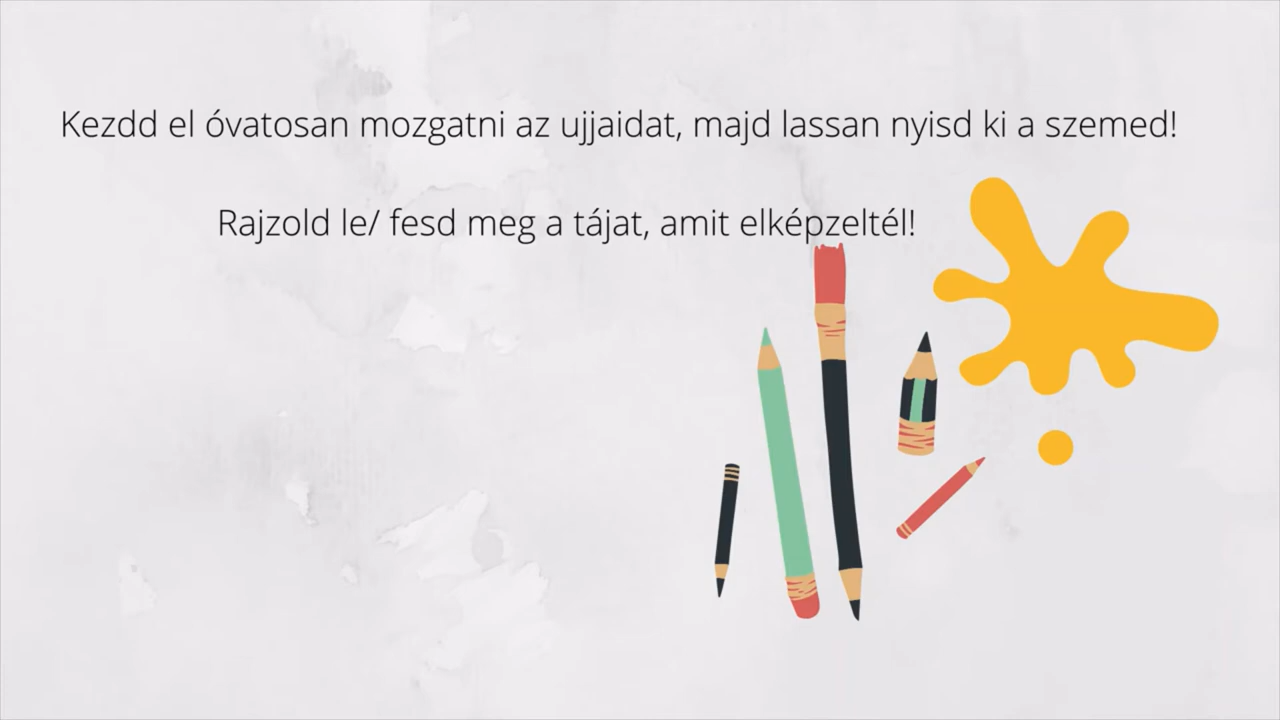 Kezdd el óvatosan mozgatni az ujjaidat, majd lassan nyisd ki a szemed!
Rajzold le/ fesd meg a tájat, amit elképzeltél!